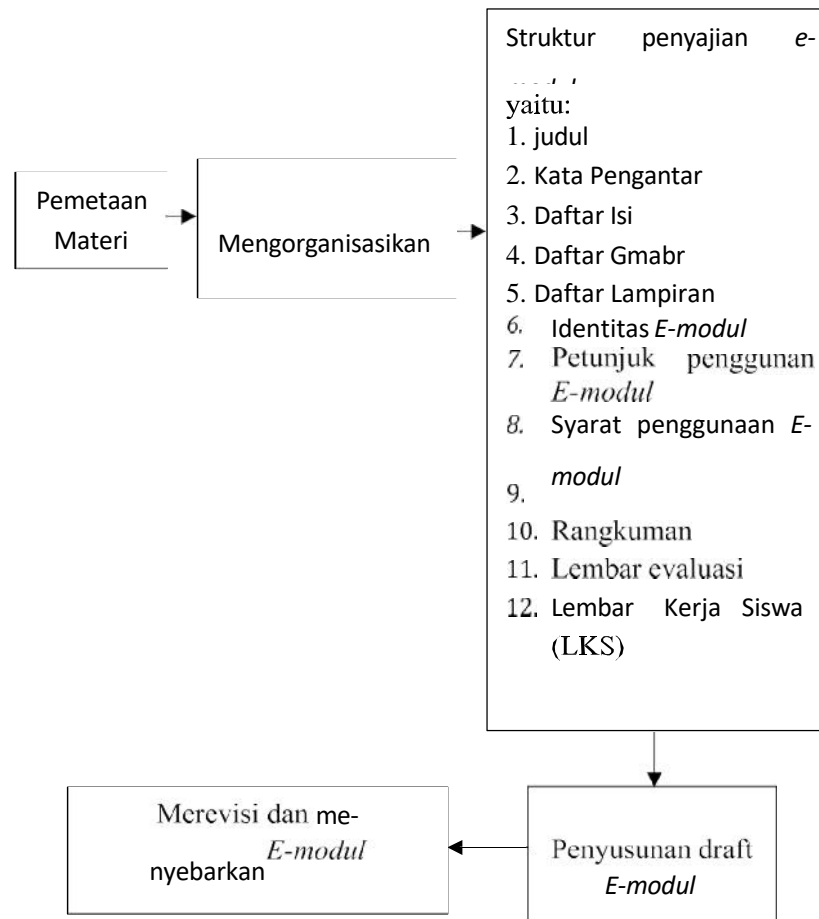 Pemetaan
Materi
Mengorganisasikan
Struktur penyajian e-
yaitu:
1. judul
2. Kata Pengantar
3. Daftar Isi
4. Daftar Gmabr
5. Daftar Lampiran
6. Identitas E-modul
7. Petunjuk penggunan
E-modul
8. Syarat penggunaan E-
modul
9.
10. Rangkuman
11. Lembar evaluasi
12. Lembar Kerja Siswa
(LKS)
Penyusunan draft
E-modul
Merevisi dan me-
E-modul
nyebarkan